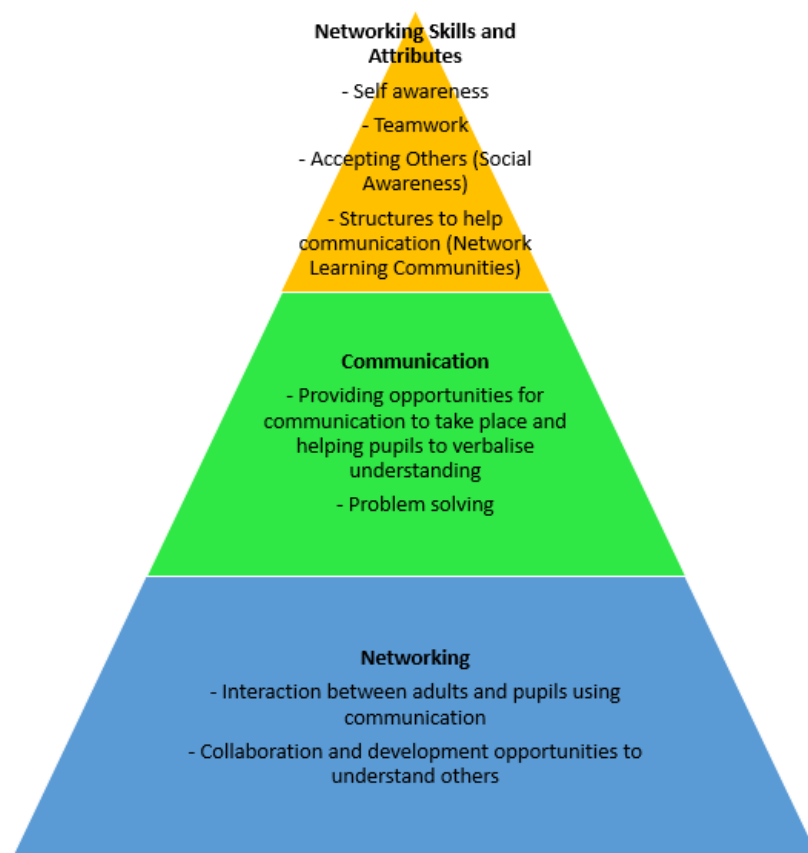 Networking Skills and
Attributes
- Self awareness
- Teamwork
- Accepting Others (Social
Awareness)
- Structures to help
communication (Network
Learning Communities)
Communication
- Providing opportunities for
communication to take place and
helping pupils to verbalise
understanding
- Problem solving
Networking
- Interaction between adults and pupils using
communication
- Collaboration and development opportunities to
understand others